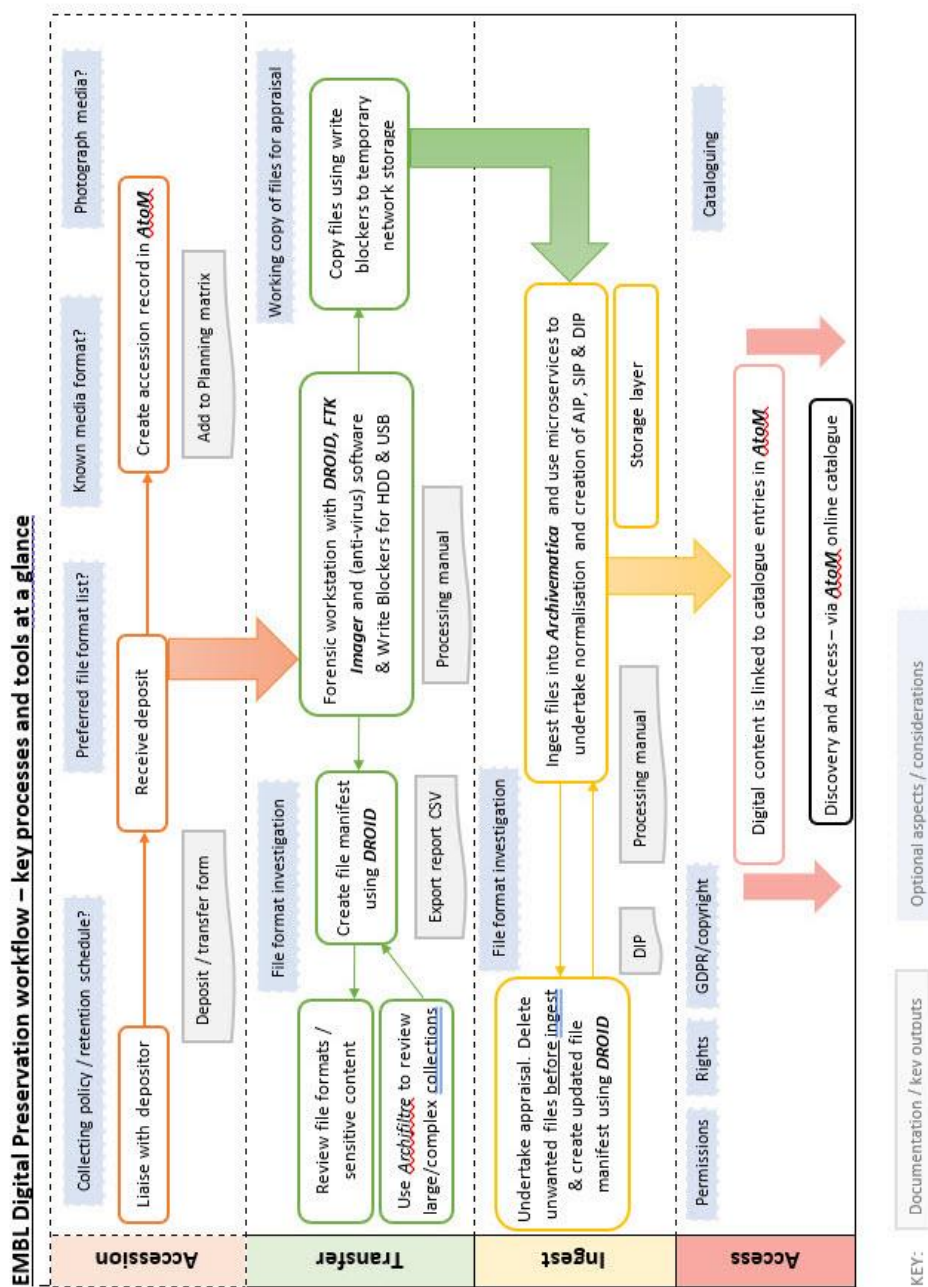 EMBL Digital Preservation workflow – key processes and tools at a glance
Accession
Collecting policy / retention schedule?
Preferred file format list?
Known media format?
Photograph media?
Liaise with depositor
Receive deposit
Create accession record in AtoM
Deposit / transfer form
Add to Planning matrix
Transfer
File format investigation
Working copy of files for appraisal
Review file formats /
sensitive content
Use Archifiltre to review
large/complex collections
Create file manifest
using DROID
Export report CSV
Forensic workstation with DROID, FTK
Imager and (anti-virus) software
& Write Blockers for HDD & USB
Processing manual
Copy files using write
blockers to temporary
network storage
Ingest
File format investigation
Undertake appraisal. Delete
unwanted files before ingest
& create updated file
manifest using DROID
DIP
Processing manual
Ingest files into Archivematica and use microservices to
undertake normalisation and creation of AIP, SIP & DIP
Storage layer
Access
Permissions
Rights
GDPR/copyright
Cataloguing
Digital content is linked to catalogue entries in AtoM
Discovery and Access – via AtoM online catalogue
KEY:
Documentation / key outputs
Optional aspects / considerations